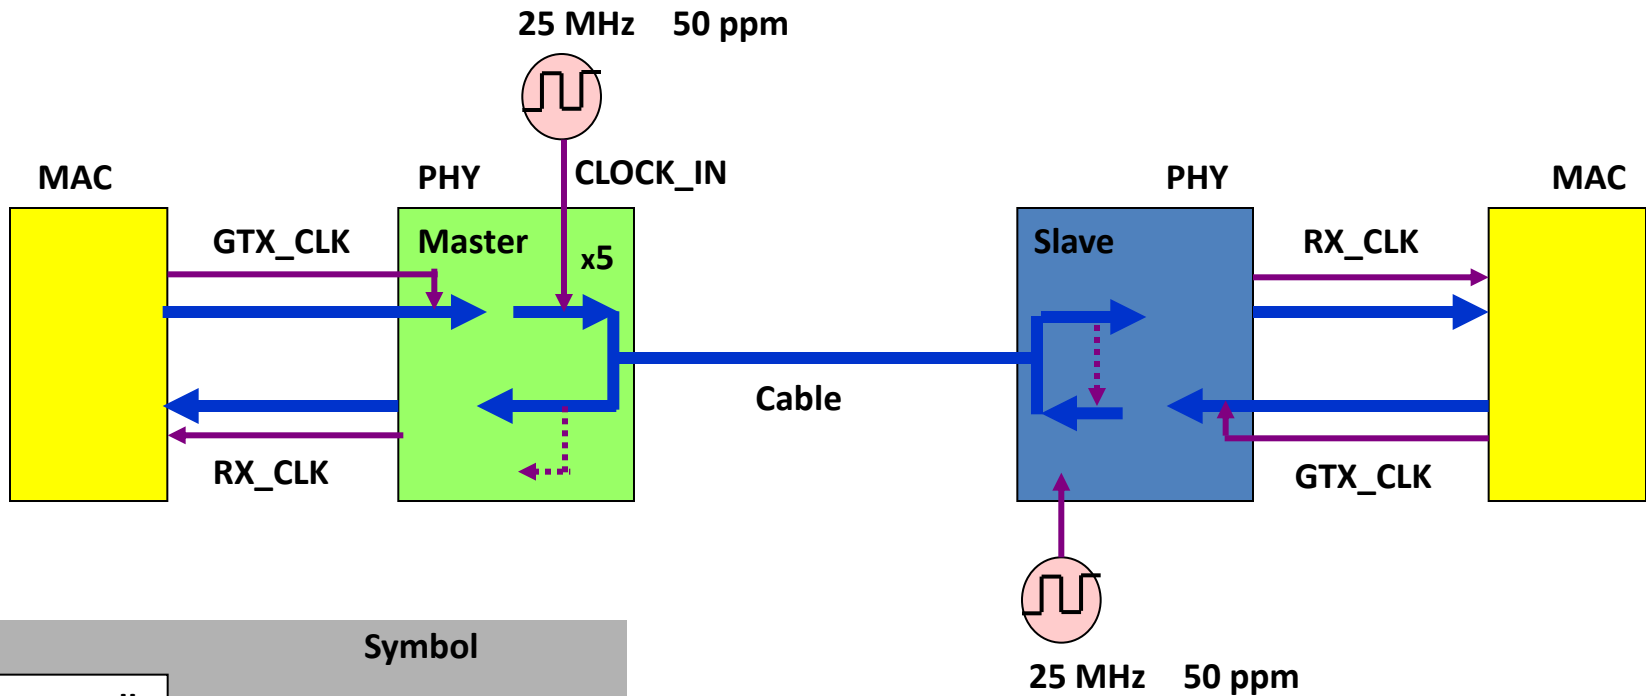 25 MHz 50 ppm
CLOCK_IN
MAC
PHY
PHY
MAC
GTX_CLK
Master
x5
Slave
RX_CLK
Cable
RX_CLK
GTX_CLK
Symbol
25 MHz 50 ppm